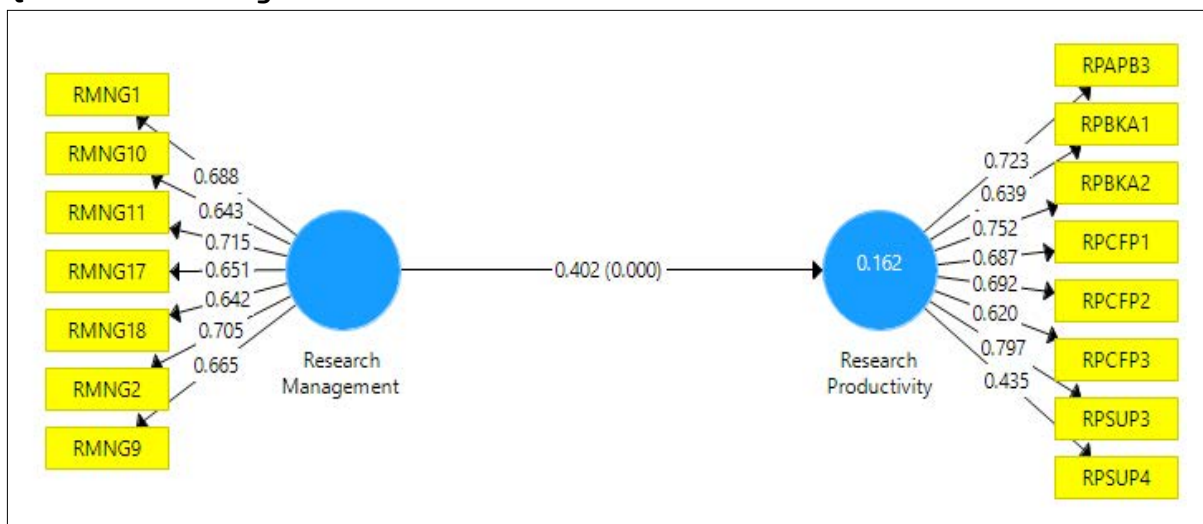 RMNG1
RMNG10
RMNG11
RMNG17
RMNG18
RMNG2
RMNG9
0.688
0.643
0.715
0.651
0.642
0.705
0.665
Research
Management
0.402 (0.000)
0.162
Research
Productivity
0.723
0.639
0.752
0.687
0.692
0.620
0.797
0.435
RPAPB3
RPBKA1
RPBKA2
RPCFP1
RPCFP2
RPCFP3
RPSUP3
RPSUP4